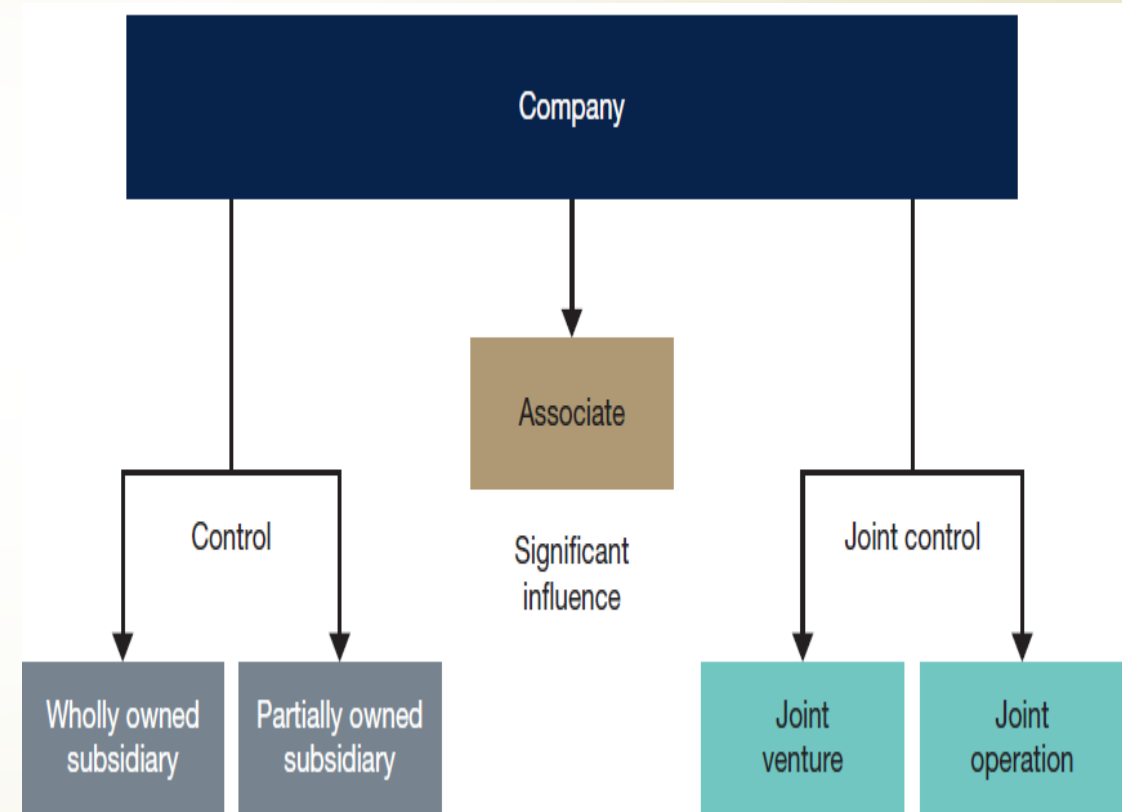 Company
Associate
Control
Significant
influence
Joint control
Wholly owned
subsidiary
Partially owned
subsidiary
Joint
venture
Joint
operation